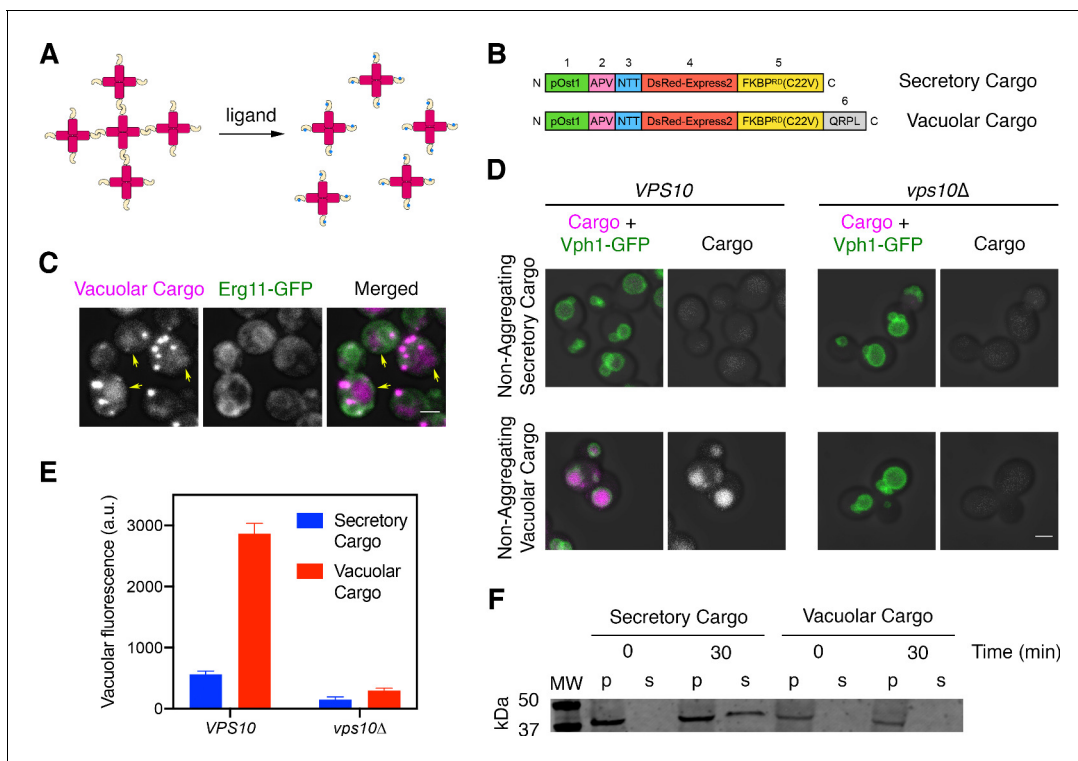 A
ligand
B
1 2 3 4 5
N pOst1 APV NTT DsRed-Express2 FKBPRD(C22V) C Secretory Cargo
6
N pOst1 APV NTT DsRed-Express2 FKBPRD(C22V) QRPL C Vacuolar Cargo
C
Vacuolar Cargo Erg11-GFP Merged
D
VPS10 vps10Δ
Cargo + Vph1-GFP Cargo Cargo + Vph1-GFP Cargo
Non-Aggregating Secretory Cargo
Non-Aggregating Vacuolar Cargo
E
Vacuolar fluorescence (a.u.)
3000
2000
1000
0
Secretory Cargo
Vacuolar Cargo
VPS10 vps10Δ
F
Secretory Cargo Vacuolar Cargo
0 30 0 30 Time (min)
MW p s p s p s p s
kDa
50
37